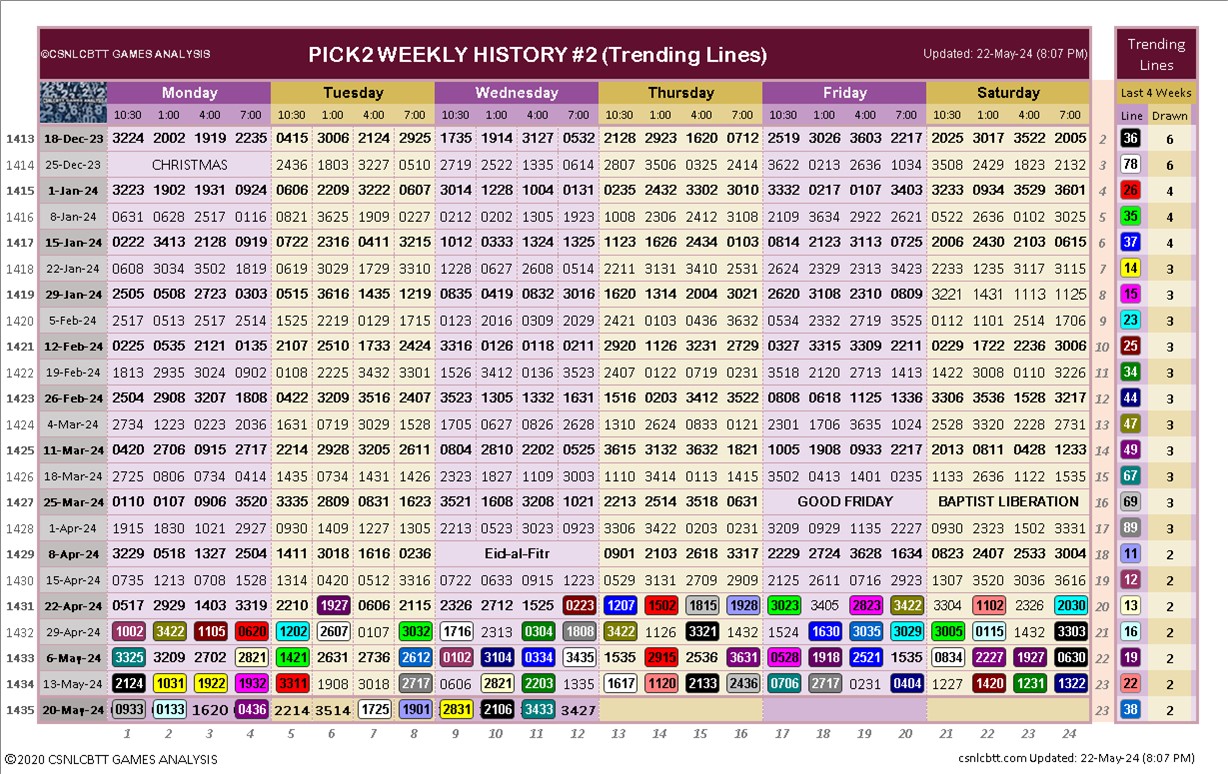 ©CSNLCBTT GAMES ANALYSIS PICK2 WEEKLY HISTORY #2 (Trending Lines) Updated: 22-May-24 (8:07 PM)
Trending
Lines
Monday Tuesday Wednesday Thursday Friday Saturday Last 4 Weeks
10:30 1:00 4:00 7:00 10:30 1:00 4:00 7:00 10:30 1:00 4:00 7:00 10:30 1:00 4:00 7:00 10:30 1:00 4:00 7:00 10:30 1:00 4:00 7:00 Line Drawn
1413 18-Dec-23 3224 2002 1919 2235 0415 3006 2124 2925 1735 1914 3127 0532 2128 2923 1620 0712 2519 3026 3603 2217 2025 3017 3522 2005 2 36 6
1414 25-Dec-23 CHRISTMAS 2436 1803 3227 0510 2719 2522 1335 0614 2807 3506 0325 2414 3622 0213 2636 1034 3508 2429 1823 2132 3 78 6
1415 1-Jan-24 3223 1902 1931 0924 0606 2209 3222 0607 3014 1228 1004 0131 0235 2432 3302 3010 3332 0217 0107 3403 3233 0934 3529 3601 4 26 4
1416 8-Jan-24 0631 0628 2517 0116 0821 3625 1909 0227 0212 0202 1305 1923 1008 2306 2412 3108 2109 3634 2922 2621 0522 2636 0102 3025 5 35 4
1417 15-Jan-24 0222 3413 2128 0919 0722 2316 0411 3215 1012 0333 1324 1325 1123 1626 2434 0103 0814 2123 3113 0725 2006 2430 2103 0615 6 37 4
1418 22-Jan-24 0608 3034 3502 1819 0619 3029 1729 3311 1228 0627 2608 0514 2211 3131 3410 2531 2624 2329 2313 3423 2233 1235 3117 3115 7 14 3
1419 29-Jan-24 2505 0508 2723 0303 0515 3616 1435 1219 0835 0419 0832 3016 1620 1314 2004 3021 2620 3108 2310 0809 3221 1431 1113 1125 8 15 3
1420 5-Feb-24 2517 0513 2517 2514 1525 2219 0129 1715 0123 2016 0309 2029 2421 0103 0436 3632 0534 2332 2719 3525 0112 1101 2514 1706 9 23 3
1421 12-Feb-24 0225 0535 2121 0135 2107 2510 1733 2424 3316 0126 0118 0211 2920 1126 3231 2729 0327 3315 3309 2211 0229 1722 2236 3006 10 25 3
1422 19-Feb-24 1813 2935 3024 0902 0108 2225 3432 3301 1526 3412 0136 3523 2407 0122 0719 0231 3518 2120 2713 1413 1422 3008 0110 3226 11 34 3
1423 26-Feb-24 2504 2908 3207 1808 0422 3209 3516 2407 3523 1305 1332 1631 1516 0203 3412 3522 0808 0618 1125 1336 3306 3536 1528 3217 12 44 3
1424 4-Mar-24 2734 1223 0223 2036 1631 0719 3029 1523 1705 0627 0826 2628 1310 2624 0833 0121 2301 1706 3635 1024 2528 3320 2228 2731 13 47 3
1425 11-Mar-24 0420 2706 0915 2717 2214 2928 3205 2611 0804 2810 2202 0525 3615 3132 3632 1821 1005 1908 0933 2217 2013 0811 0428 1233 14 49 3
1426 18-Mar-24 2725 0806 0734 0414 1435 0734 1431 1421 2323 1827 1109 3003 1110 3414 0113 1415 3502 0413 1401 0235 1133 2636 1122 1535 15 67 3
1427 25-Mar-24 0110 0107 0906 3520 3335 2809 0831 1623 3521 1608 3208 1021 2213 2514 3518 0631 GOOD FRIDAY BAPTIST LIBERATION 16 69 3
1428 1-Apr-24 1915 1830 1021 2927 0930 1409 1227 1305 2213 0523 3023 0923 3306 3422 0203 0231 3209 0929 1135 2227 0930 2323 1502 3331 17 89 3
1429 8-Apr-24 3229 0518 1327 2504 1411 3018 1616 0236 Eid-al-Fitr 0901 2103 2618 3317 2229 2724 3628 1634 0823 2407 2533 3004 18 11 2
1430 15-Apr-24 0735 1213 0708 1528 1314 0420 0512 3316 0722 0633 0915 1223 0529 3131 2709 2909 2125 2611 0716 2923 1307 3520 3036 3616 19 12 2
1431 22-Apr-24 0517 2929 1403 3319 2210 1927 0606 2115 2326 2712 1525 0223 1207 1502 1815 1928 3023 3405 2823 3422 3304 1102 2326 2030 20 13 2
1432 29-Apr-24 1002 3422 1105 0620 1202 2607 0107 3032 1716 2313 0304 1808 3422 1126 3321 1432 1524 1630 3035 3029 3005 0115 1432 3303 21 16 2
1433 6-May-24 3325 3209 2702 2821 1421 2631 2736 2612 0102 3104 0334 3435 1535 2915 2536 3631 0528 1918 2521 1535 0834 2227 1927 0630 22 19 2
1434 13-May-24 2124 1031 1922 1932 3311 1908 3018 2717 0606 2821 2203 1335 1617 1120 2133 2436 0706 2717 0231 0404 1227 1420 1231 1322 23 22 2
1435 20-May-24 0933 0133 1620 0436 2214 3514 1725 1901 2831 2106 3433 3427 23 38 2
1 2 3 4 5 6 7 8 9 10 11 12 13 14 15 16 17 18 19 20 21 22 23 24
©2020 CSNLCBTT GAMES ANALYSIS csnlcbtt.com Updated: 22-May-24 (8:07 PM)